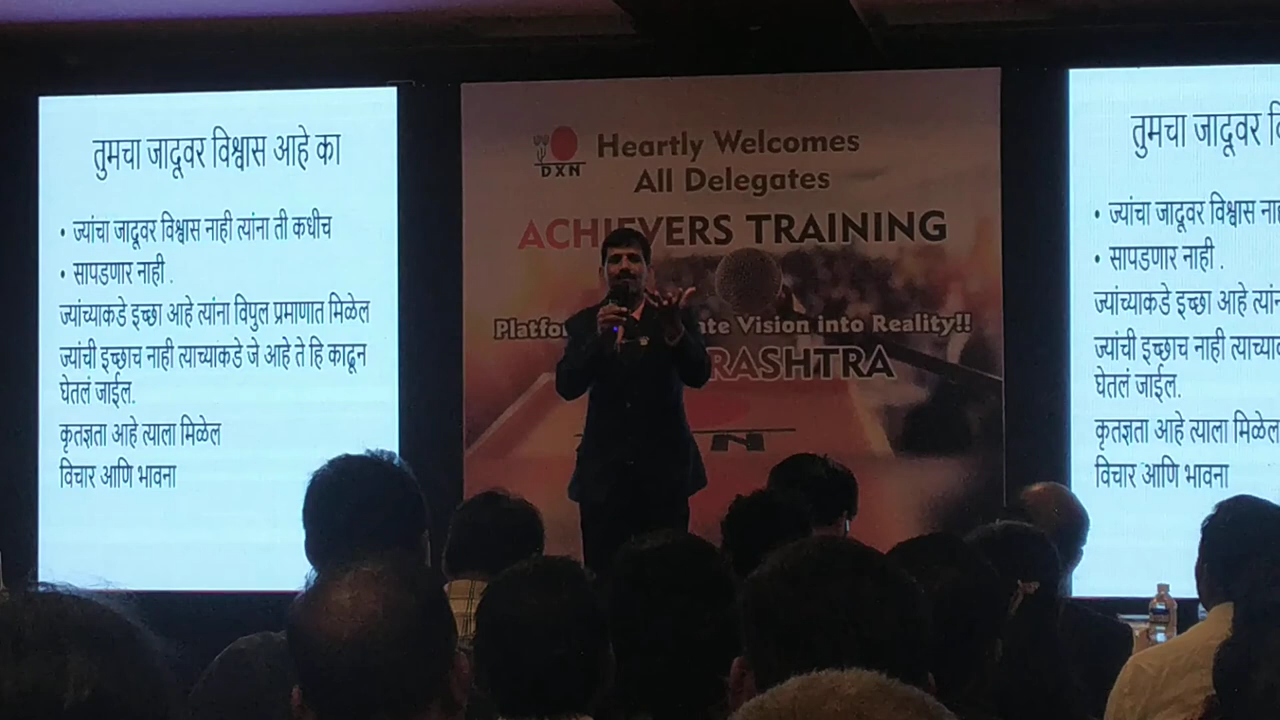 तुमचा जादूवर विश्वास आहे का
• ज्यांचा जादूवर विश्वास नाही त्यांना ती कधीच
• सापडणार नाही .
ज्यांच्याकडे इच्छा आहे त्यांना विपुल प्रमाणात मिळेल
ज्यांची इच्छाच नाही त्याच्याकडे जे आहे ते हि काढून
घेतलं जाईल.
कृतज्ञता आहे त्याला मिळेल
विचार आणि भावना
DXN
Heartly Welcomes
All Delegates
ACHIEVERS TRAINING
Vision into Reality!!
RASHTRA
तुमचा जादूवर
• ज्यांचा जादूवर विश्वास
• सापडणार नाही .
ज्यांच्याकडे इच्छा आहे
ज्यांची इच्छाच नाही
घेतलं जाईल.
कृतज्ञता आहे त्याला मिळेल
विचार आणि भावना